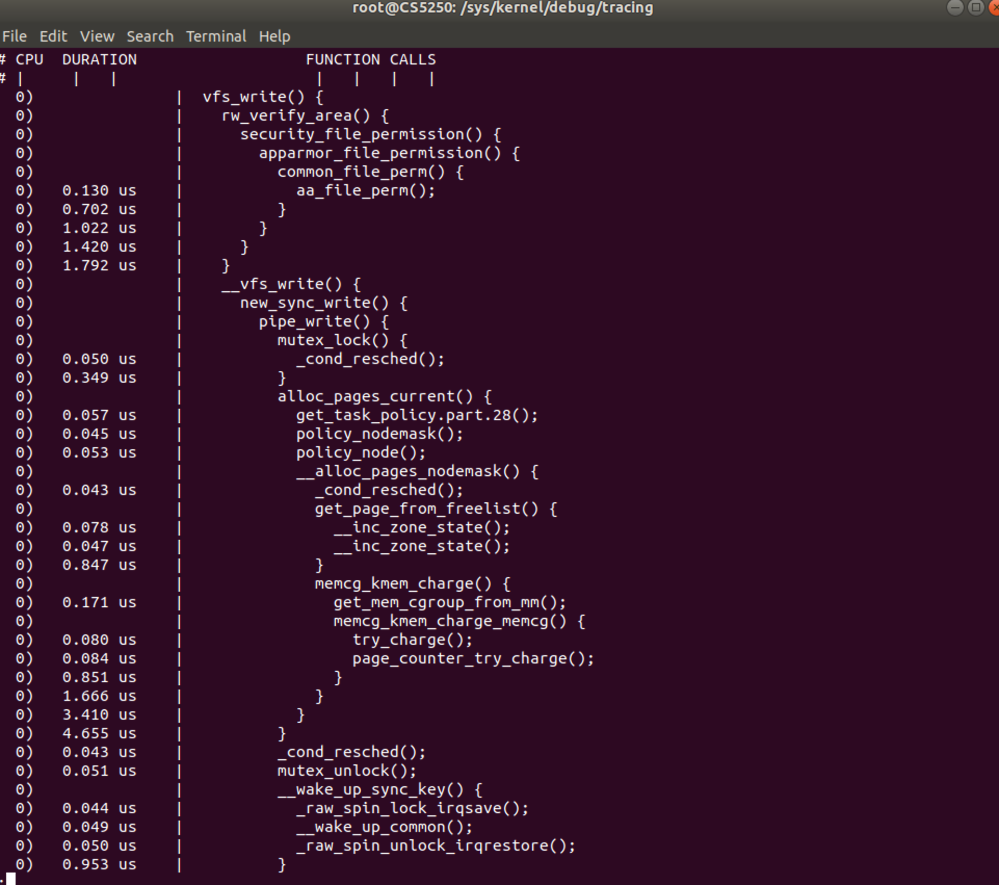 root@CS5250: /sys/kernel/debug/tracing
File Edit View Search Terminal Help
# CPU  DURATION                  FUNCTION CALLS
# |     |   |                     |   |   |   |
 0)               |  vfs_write() {
 0)               |    rw_verify_area() {
 0)               |      security_file_permission() {
 0)               |        apparmor_file_permission() {
 0)               |          common_file_perm() {
 0)   0.130 us    |            aa_file_perm();
 0)   0.702 us    |          }
 0)   1.022 us    |        }
 0)   1.420 us    |      }
 0)   1.792 us    |    }
 0)               |    __vfs_write() {
 0)               |      new_sync_write() {
 0)               |        pipe_write() {
 0)               |          mutex_lock() {
 0)   0.050 us    |            _cond_resched();
 0)   0.349 us    |          }
 0)               |          alloc_pages_current() {
 0)   0.057 us    |            get_task_policy.part.28();
 0)   0.045 us    |            policy_nodemask();
 0)   0.053 us    |            policy_node();
 0)               |            __alloc_pages_nodemask() {
 0)   0.043 us    |              _cond_resched();
 0)               |              get_page_from_freelist() {
 0)   0.078 us    |                __inc_zone_state();
 0)   0.047 us    |                __inc_zone_state();
 0)   0.847 us    |              }
 0)               |              memcg_kmem_charge() {
 0)   0.171 us    |                get_mem_cgroup_from_mm();
 0)               |                memcg_kmem_charge_memcg() {
 0)   0.080 us    |                  try_charge();
 0)   0.084 us    |                  page_counter_try_charge();
 0)   0.851 us    |                }
 0)   1.666 us    |              }
 0)   3.410 us    |            }
 0)   4.655 us    |          }
 0)   0.043 us    |          _cond_resched();
 0)   0.051 us    |          mutex_unlock();
 0)               |          __wake_up_sync_key() {
 0)   0.044 us    |            _raw_spin_lock_irqsave();
 0)   0.049 us    |            __wake_up_common();
 0)   0.050 us    |            _raw_spin_unlock_irqrestore();
 0)   0.953 us    |          }